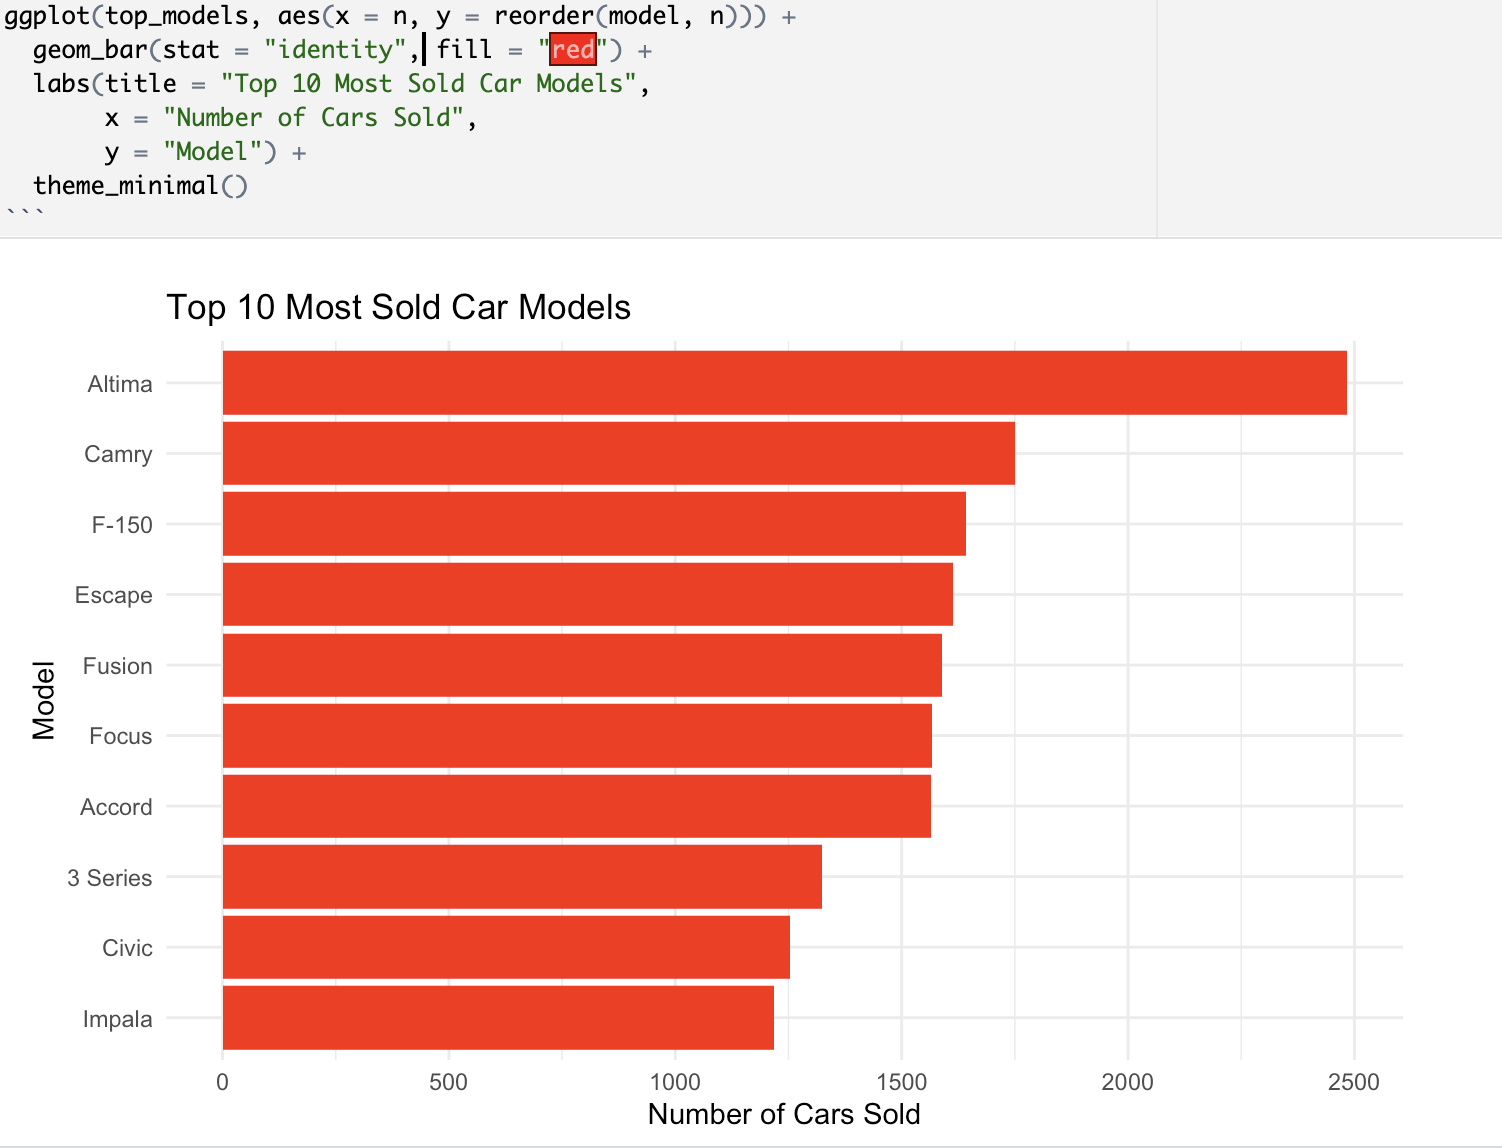 ggplot(top_models, aes(x = n, y = reorder(model, n))) +
  geom_bar(stat = "identity", fill = "red") +
  labs(title = "Top 10 Most Sold Car Models",
       x = "Number of Cars Sold",
       y = "Model") +
  theme_minimal()
```
Top 10 Most Sold Car Models
Altima
Camry
F-150
Escape
Fusion
Focus
Accord
3 Series
Civic
Impala
Model
0 500 1000 1500 2000 2500
Number of Cars Sold